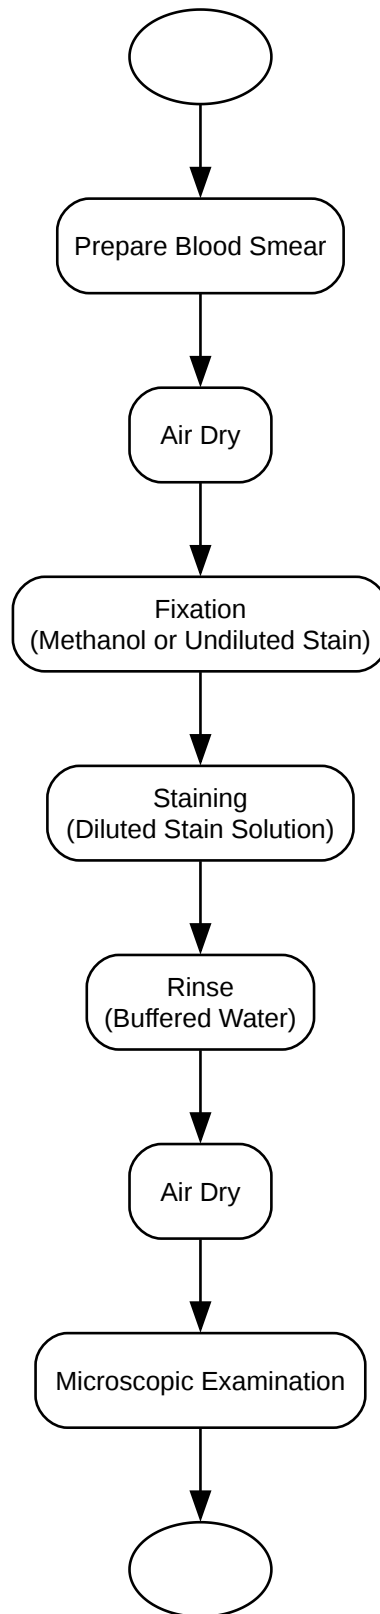 Prepare Blood Smear
Air Dry
Fixation
(Methanol or Undiluted Stain)
Staining
(Diluted Stain Solution)
Rinse
(Buffered Water)
Air Dry
Microscopic Examination